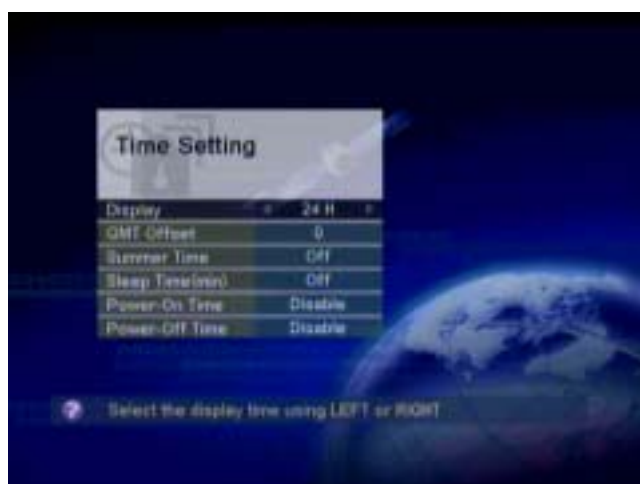 Time Setting
Display 24 H
GMT Offset 0
Summer Time Off
Sleep Time(min) Off
Power-On Time Disable
Power-Off Time Disable
Select the display time using LEFT or RIGHT